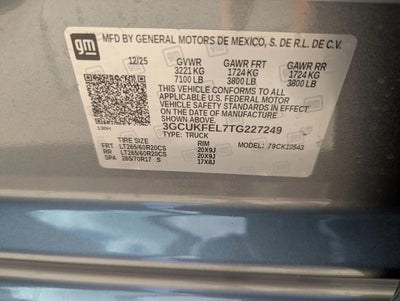 gm
MFD BY GENERAL MOTORS DE MEXICO, S. DE R.L. DE C.V.
12/25 GVWR GAWR FRT GAWR RR
3221 KG 1724 KG 1724 KG
7100 LB 3800 LB 3800 LB
THIS VEHICLE CONFORMS TO ALL
APPLICABLE U.S. FEDERAL MOTOR
VEHICLE SAFETY STANDARDS IN EFFECT
ON THE DATE OF MANUFACTURE
SHOWN ABOVE.
3GCUKFEL7TG227249
TYPE: TRUCK MODEL: 79CK10543
TIRE SIZE RIM
FRT LT265/60R20CS 20X9J
RR LT265/60R20CS 20X9J
SPA 265/70R17 S 17X8J